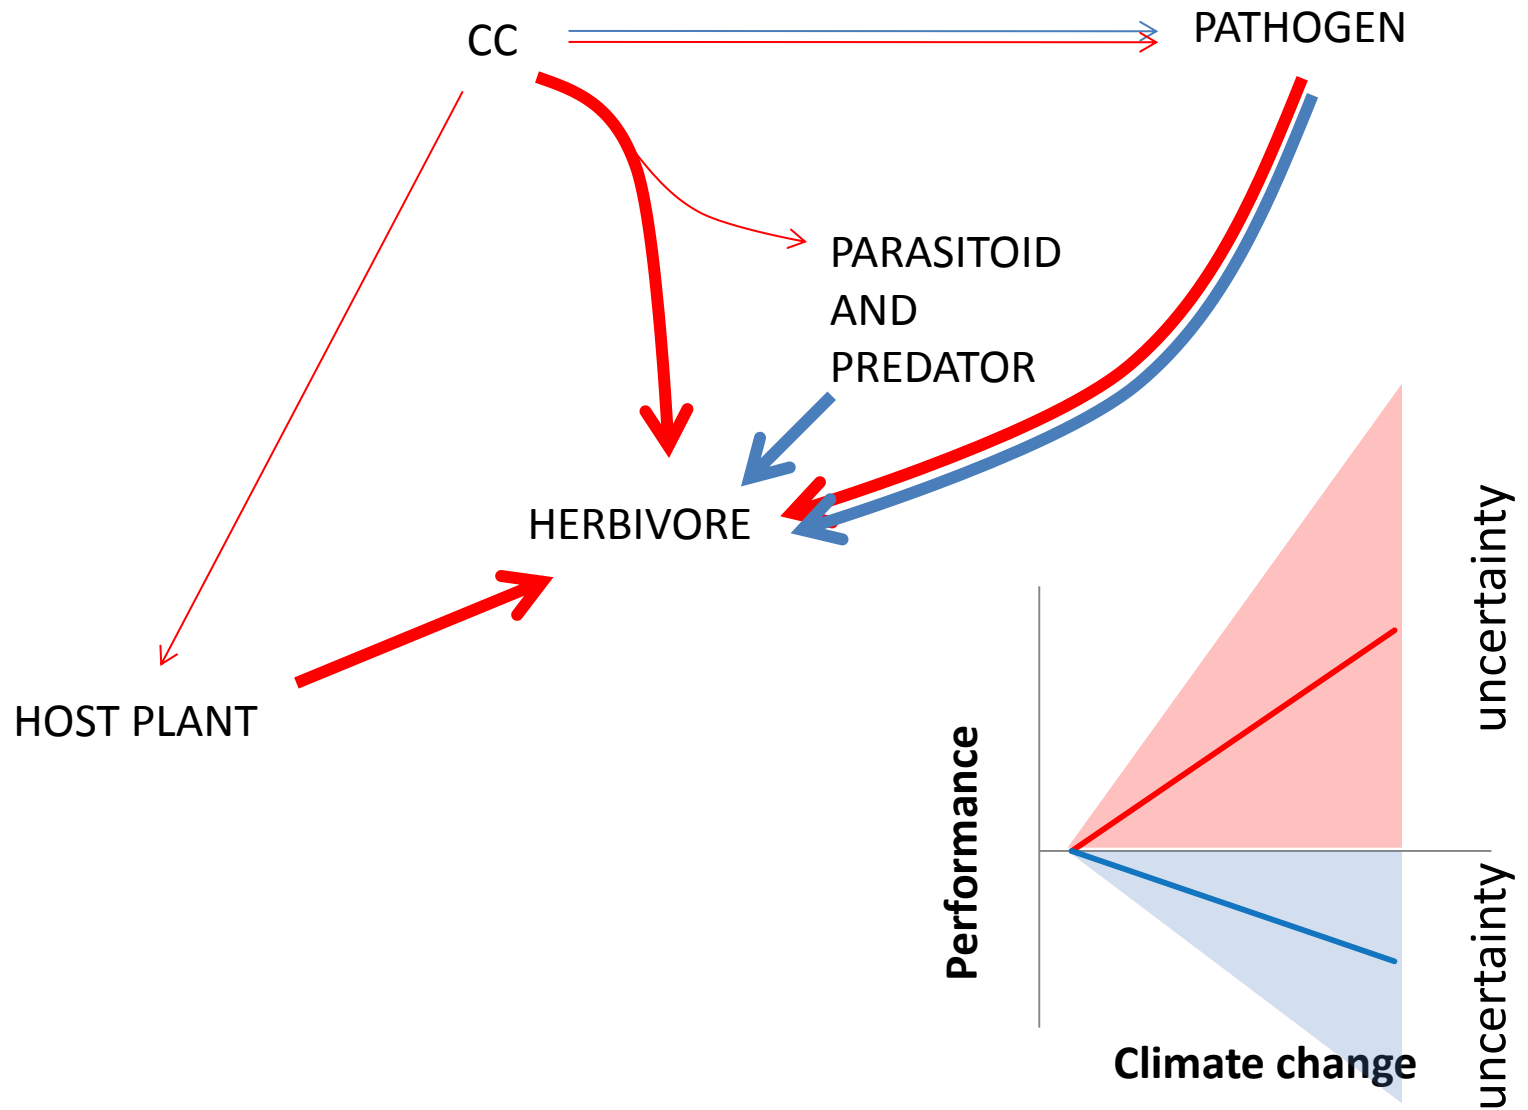 CC
PATHOGEN
PARASITOID
AND
PREDATOR
HERBIVORE
HOST PLANT
uncertainty
Performance
uncertainty
Climate change